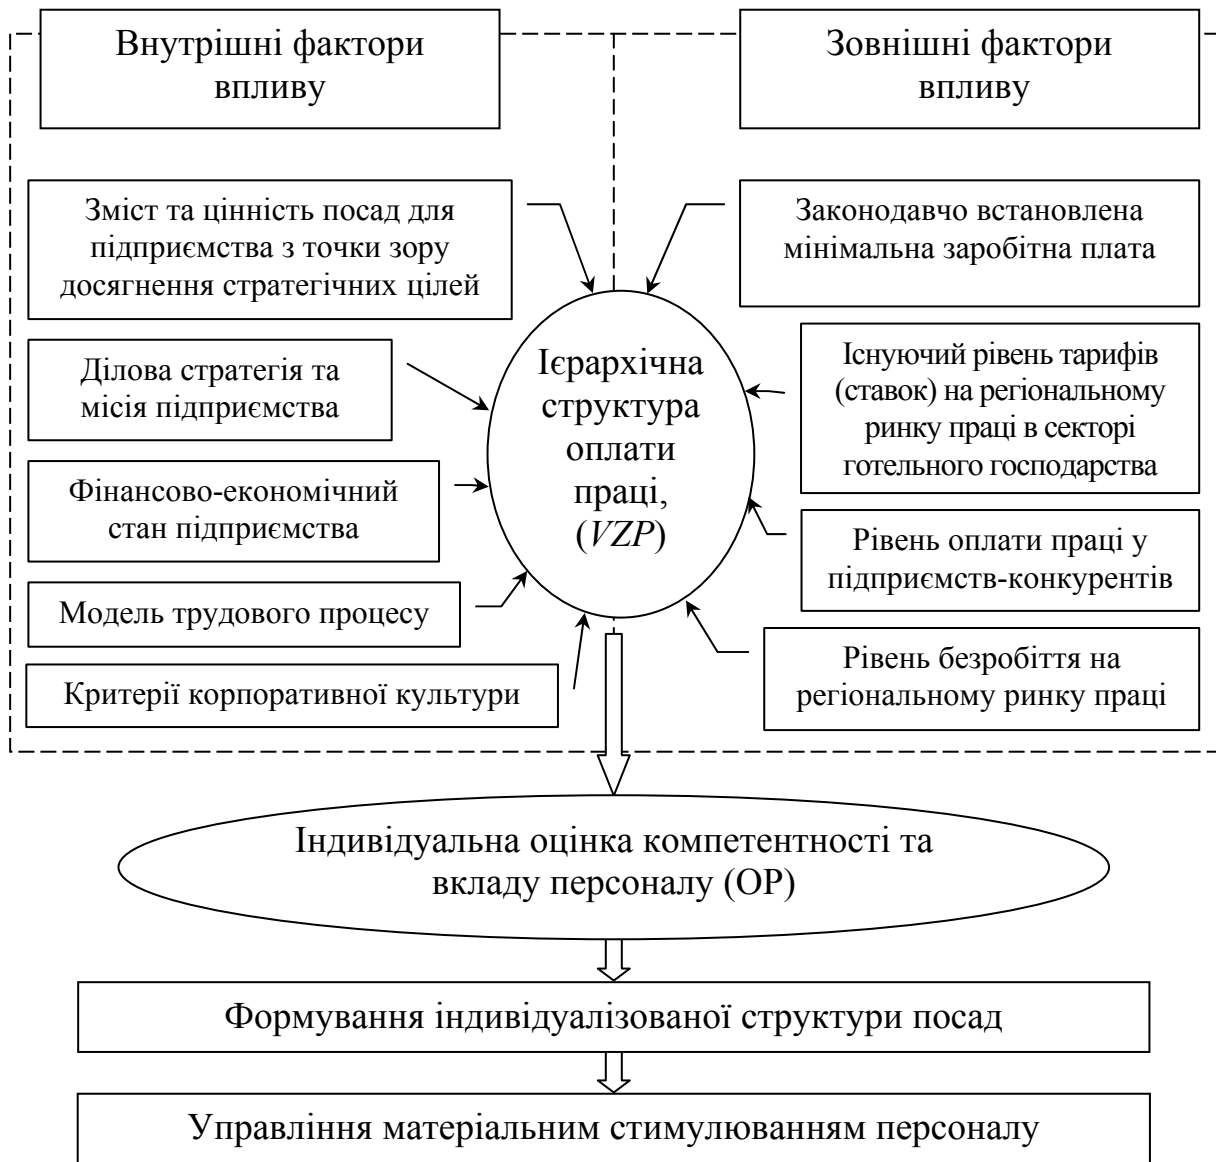 Внутрішні фактори
впливу
Зовнішні фактори
впливу
Зміст та цінність посад для
підприємства з точки зору
досягнення стратегічних цілей
Ділова стратегія та
місія підприємства
Фінансово-економічний
стан підприємства
Модель трудового процесу
Критерії корпоративної культури
Ієрархічна
структура
оплати
праці,
(VZP)
Законодавчо встановлена
мінімальна заробітна плата
Існуючий рівень тарифів
(ставок) на регіональному
ринку праці в секторі
готельного господарства
Рівень оплати праці у
підприємств-конкурентів
Рівень безробіття на
регіональному ринку праці
Індивідуальна оцінка компетентності та
вкладу персоналу (ОР)
Формування індивідуалізованої структури посад
Управління матеріальним стимулюванням персоналу